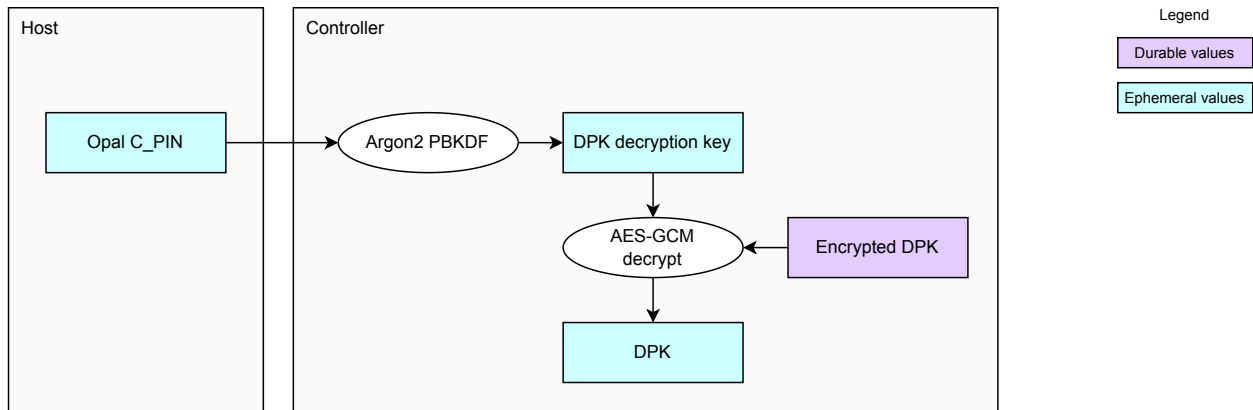 Host
Controller
Legend
Durable values
Ephemeral values
Opal C_PIN
Argon2 PBKDF
DPK decryption key
AES-GCM
decrypt
Encrypted DPK
DPK